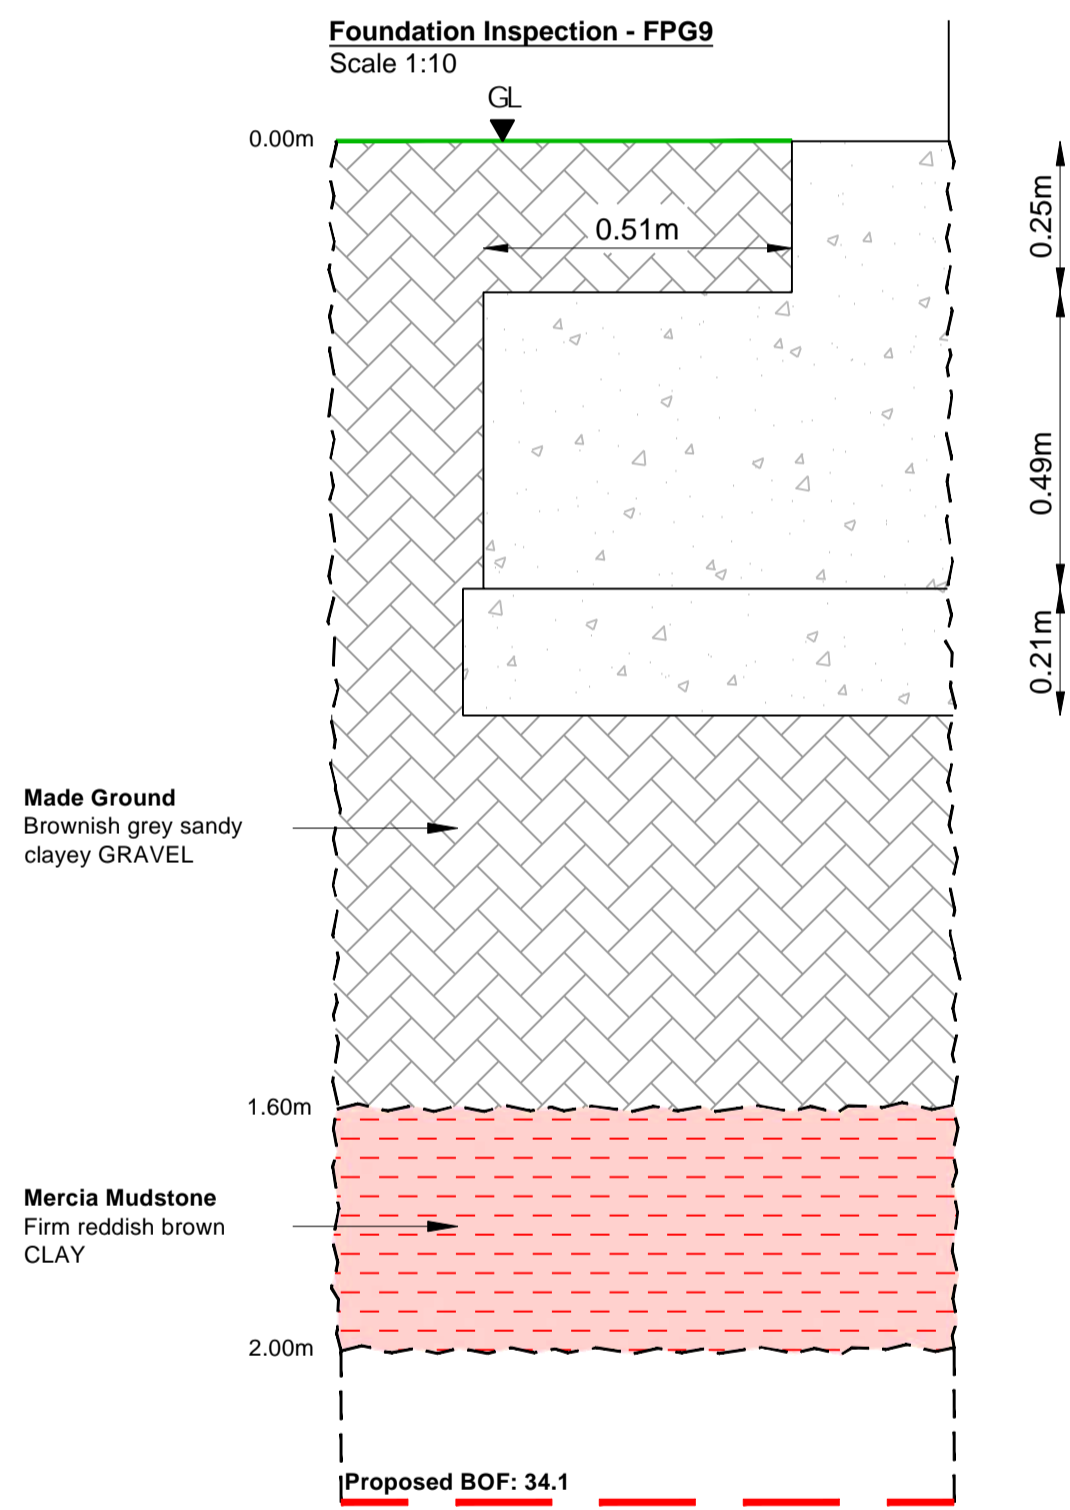 Foundation Inspection - FPG9
Scale 1:10
GL
0.00m
0.25m
0.51m
0.49m
0.21m
Made Ground
Brownish grey sandy
clayey GRAVEL
1.60m
Mercia Mudstone
Firm reddish brown
CLAY
2.00m
Proposed BOF: 34.1